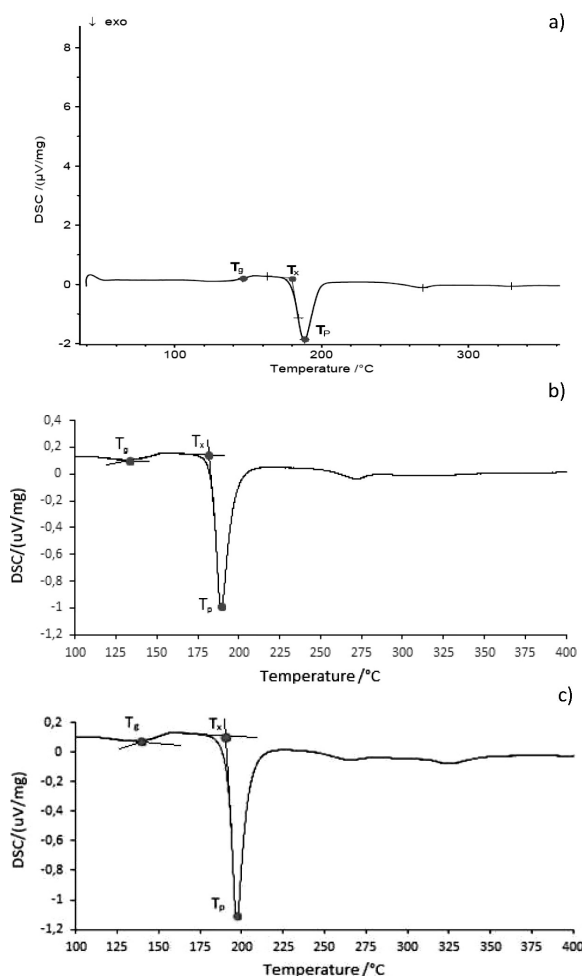 ↓ exo
a)
8
6
4
2
0
-2
DSC /(µV/mg)
Tg
Tx
TP
100
200
300
Temperature /°C
b)
0,4
0,2
0
-0,2
-0,4
-0,6
-0,8
-1
-1,2
DSC/(uV/mg)
Tg
Tx
Tp
100
125
150
175
200
225
250
275
300
325
350
375
400
Temperature/°C
c)
0,2
0
-0,2
0,4
0,6
0,8
-1
-1,2
DSC/(uV/mg)
Tg
Tx
Tp
100
125
150
175
200
225
250
275
300
325
350
375
400
Temperature/°C